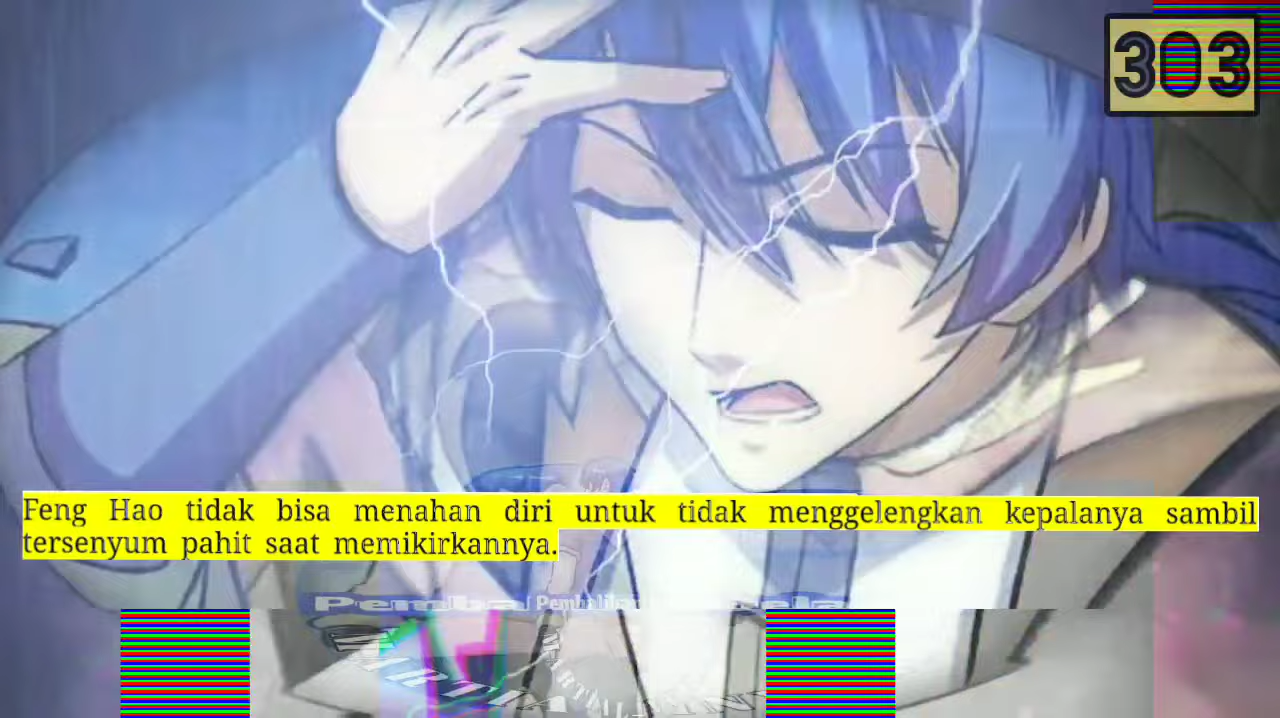 303
Feng Hao tidak bisa menahan diri untuk tidak menggelengkan kepalanya sambil
tersenyum pahit saat memikirkannya.